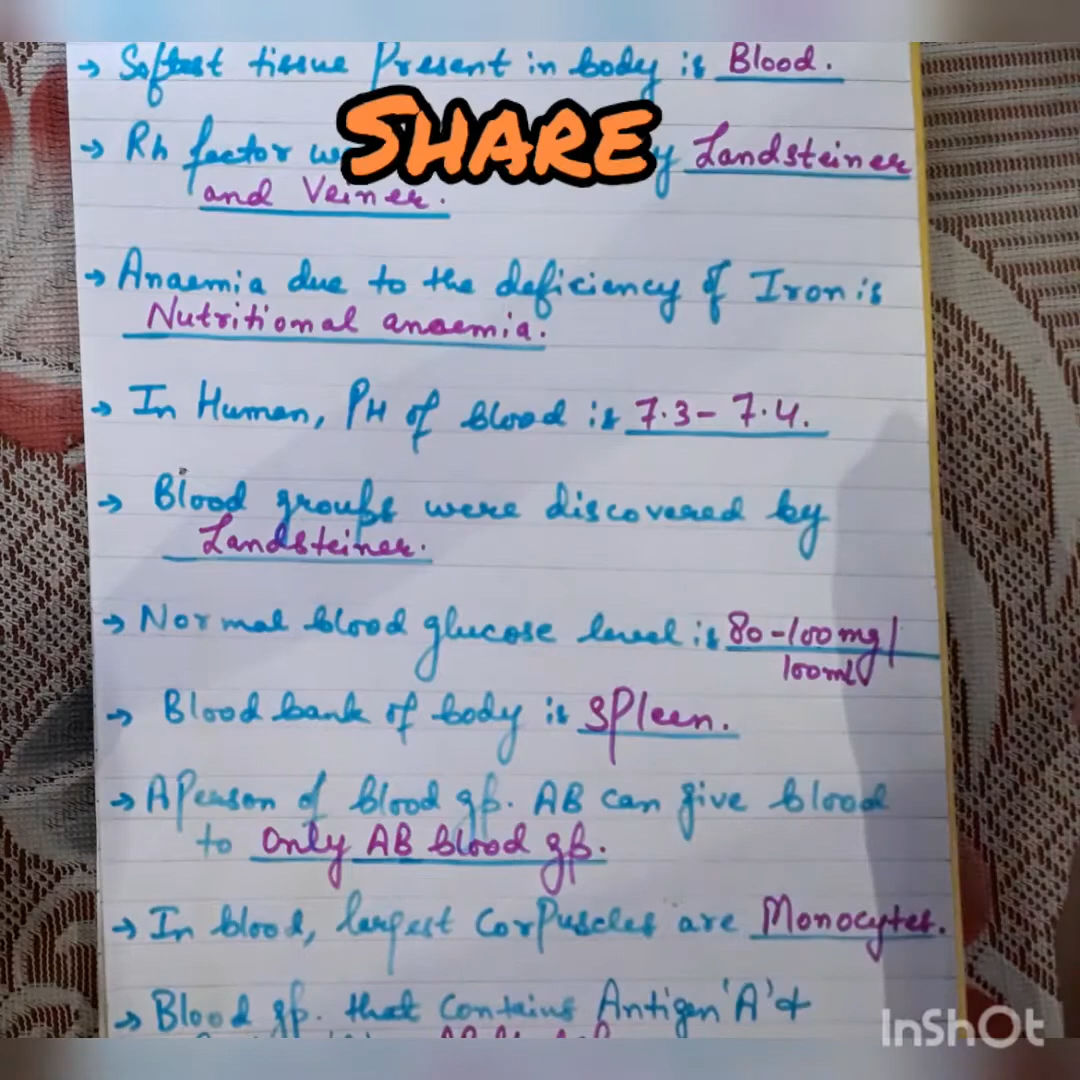 → Softest tissue Present in body is Blood.
SHARE
→ Rh factor y Landsteiner
and Veiner.
→ Anaemia due to the deficiency of Iron is
Nutritional anaemia.
→ In Human, PH of blood is 7.3 - 7.4.
→ Blood groups were discovered by
Landsteiner.
→ Normal blood glucose level is 80-100mg/
100ml
→ Blood bank of body is Spleen.
→ A Person of blood gp. AB can give blood
to Only AB blood gp.
→ In blood, largest Corpuscles are Monocytes.
→ Blood gp. that Contains Antigen 'A' &
InShOt